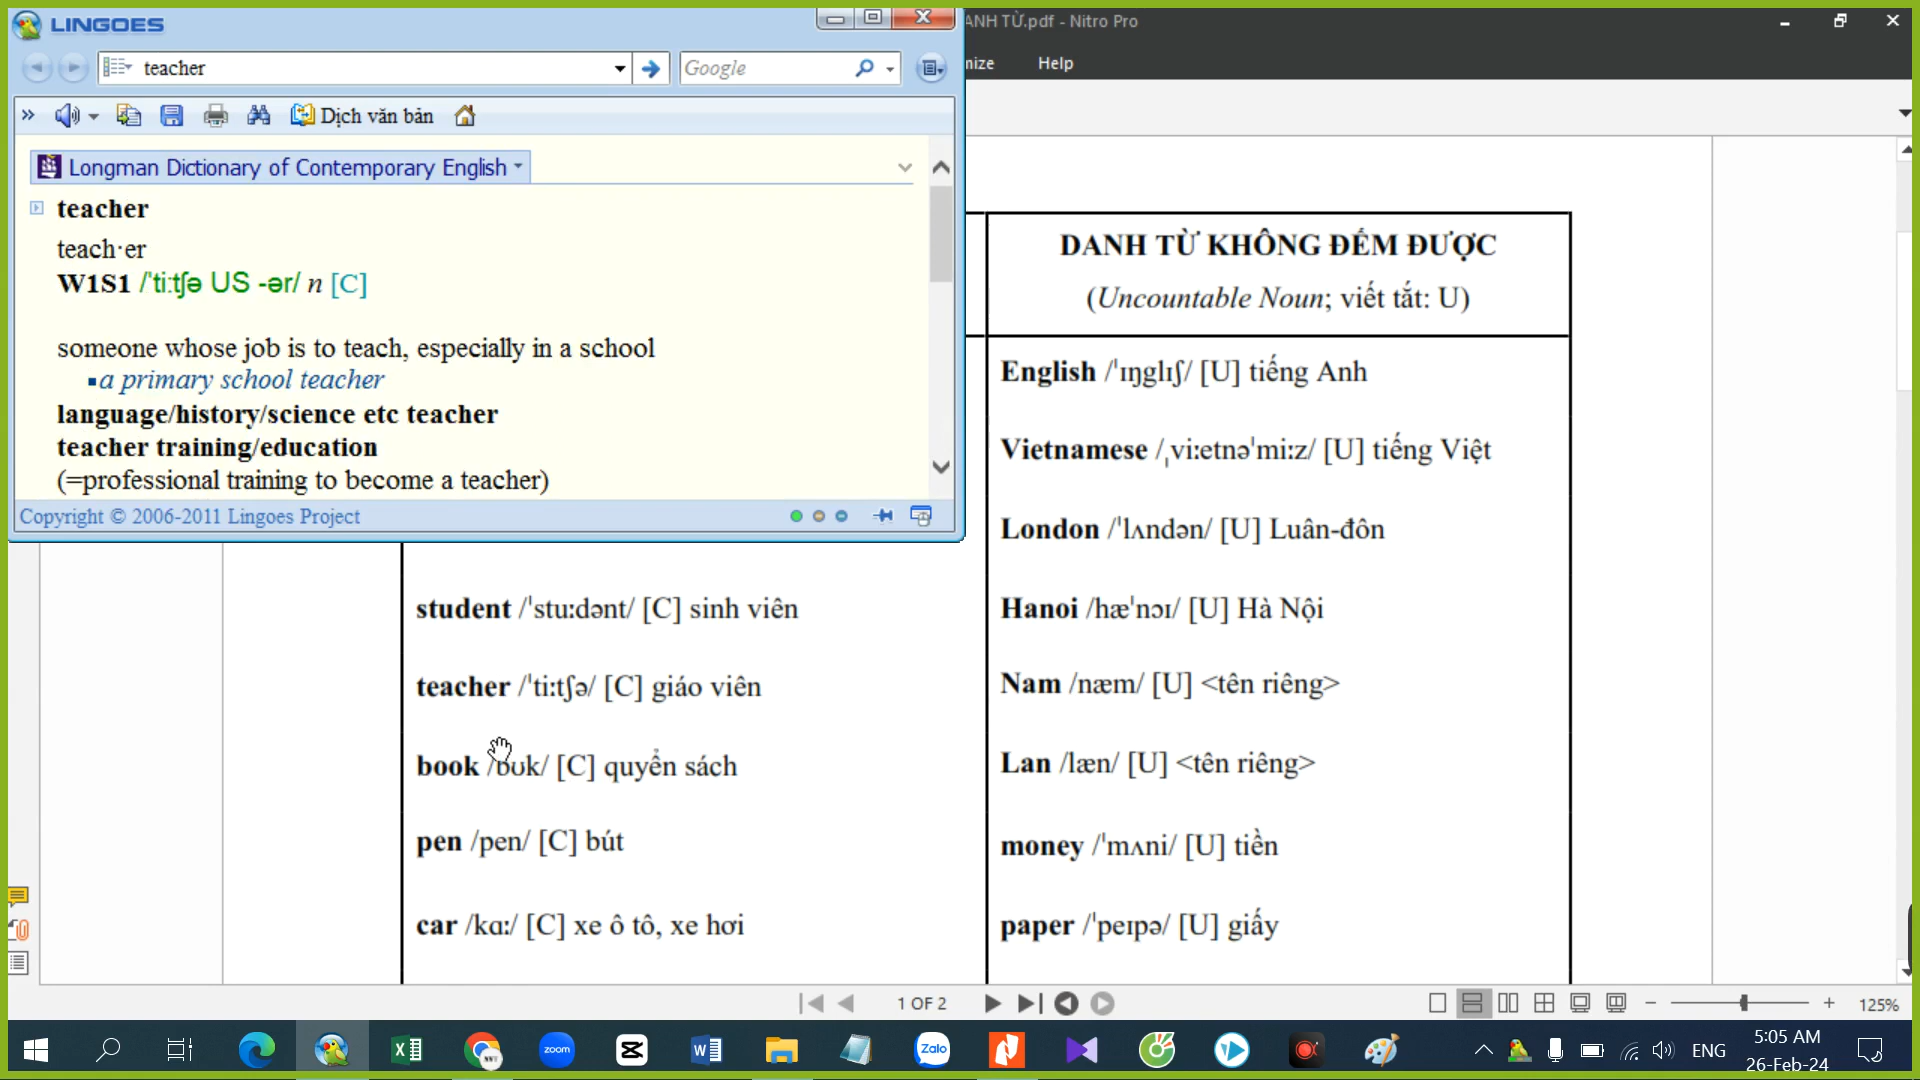 LINGOES
teacher
Google
Dịch văn bản
Longman Dictionary of Contemporary English
teacher
teach·er
W1S1 /ˈtiːtʃə US -ər/ n [C]
someone whose job is to teach, especially in a school
▪a primary school teacher
language/history/science etc teacher
teacher training/education
(=professional training to become a teacher)
Copyright © 2006-2011 Lingoes Project
ANH TỪ.pdf - Nitro Pro
mize
Help
DANH TỪ KHÔNG ĐẾM ĐƯỢC
(Uncountable Noun; viết tắt: U)
student /ˈstuːdənt/ [C] sinh viên
teacher /ˈtiːtʃə/ [C] giáo viên
book /bʊk/ [C] quyển sách
pen /pen/ [C] bút
car /kɑː/ [C] xe ô tô, xe hơi
English /ˈɪŋglɪʃ/ [U] tiếng Anh
Vietnamese /ˌviːetnəˈmiːz/ [U] tiếng Việt
London /ˈlʌndən/ [U] Luân-đôn
Hanoi /hæˈnɔɪ/ [U] Hà Nội
Nam /næm/ [U] <tên riêng>
Lan /læn/ [U] <tên riêng>
money /ˈmʌni/ [U] tiền
paper /ˈpeɪpə/ [U] giấy
1 OF 2
125%
zoom
Zalo
ENG
5:05 AM
26-Feb-24